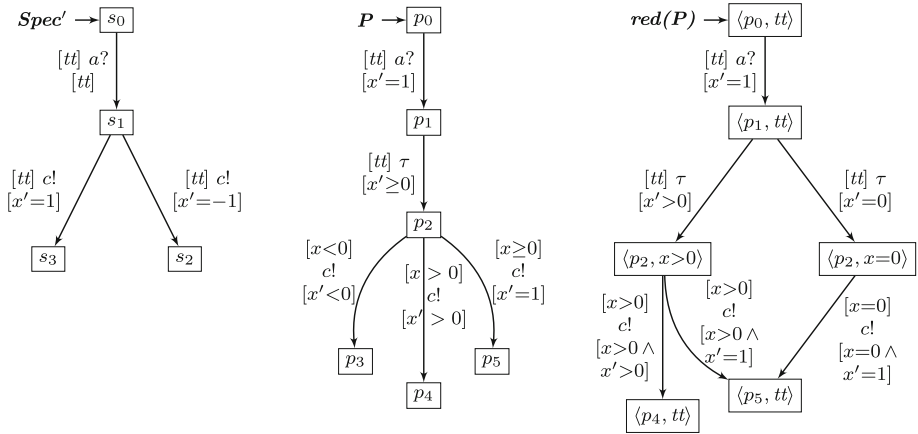 Spec′ s₀
[tt] a?
[tt]
s₁
[tt] c!
[x′=1]
[tt] c!
[x′=−1]
s₃
s₂
P p₀
[tt] a?
[x′=1]
p₁
[tt] τ
[x′≥0]
p₂
[x<0]
c!
[x′<0]
[x > 0]
c!
[x′ > 0]
[x≥0]
c!
[x′=1]
p₃
p₅
p₄
red(P) ⟨p₀, tt⟩
[tt] a?
[x′=1]
⟨p₁, tt⟩
[tt] τ
[x′>0]
[tt] τ
[x′=0]
⟨p₂, x>0⟩
⟨p₂, x=0⟩
[x>0]
c!
[x>0 ∧
x′>0]
[x>0]
c!
[x>0 ∧
x′=1]
[x=0]
c!
[x=0 ∧
x′=1]
⟨p₄, tt⟩
⟨p₅, tt⟩